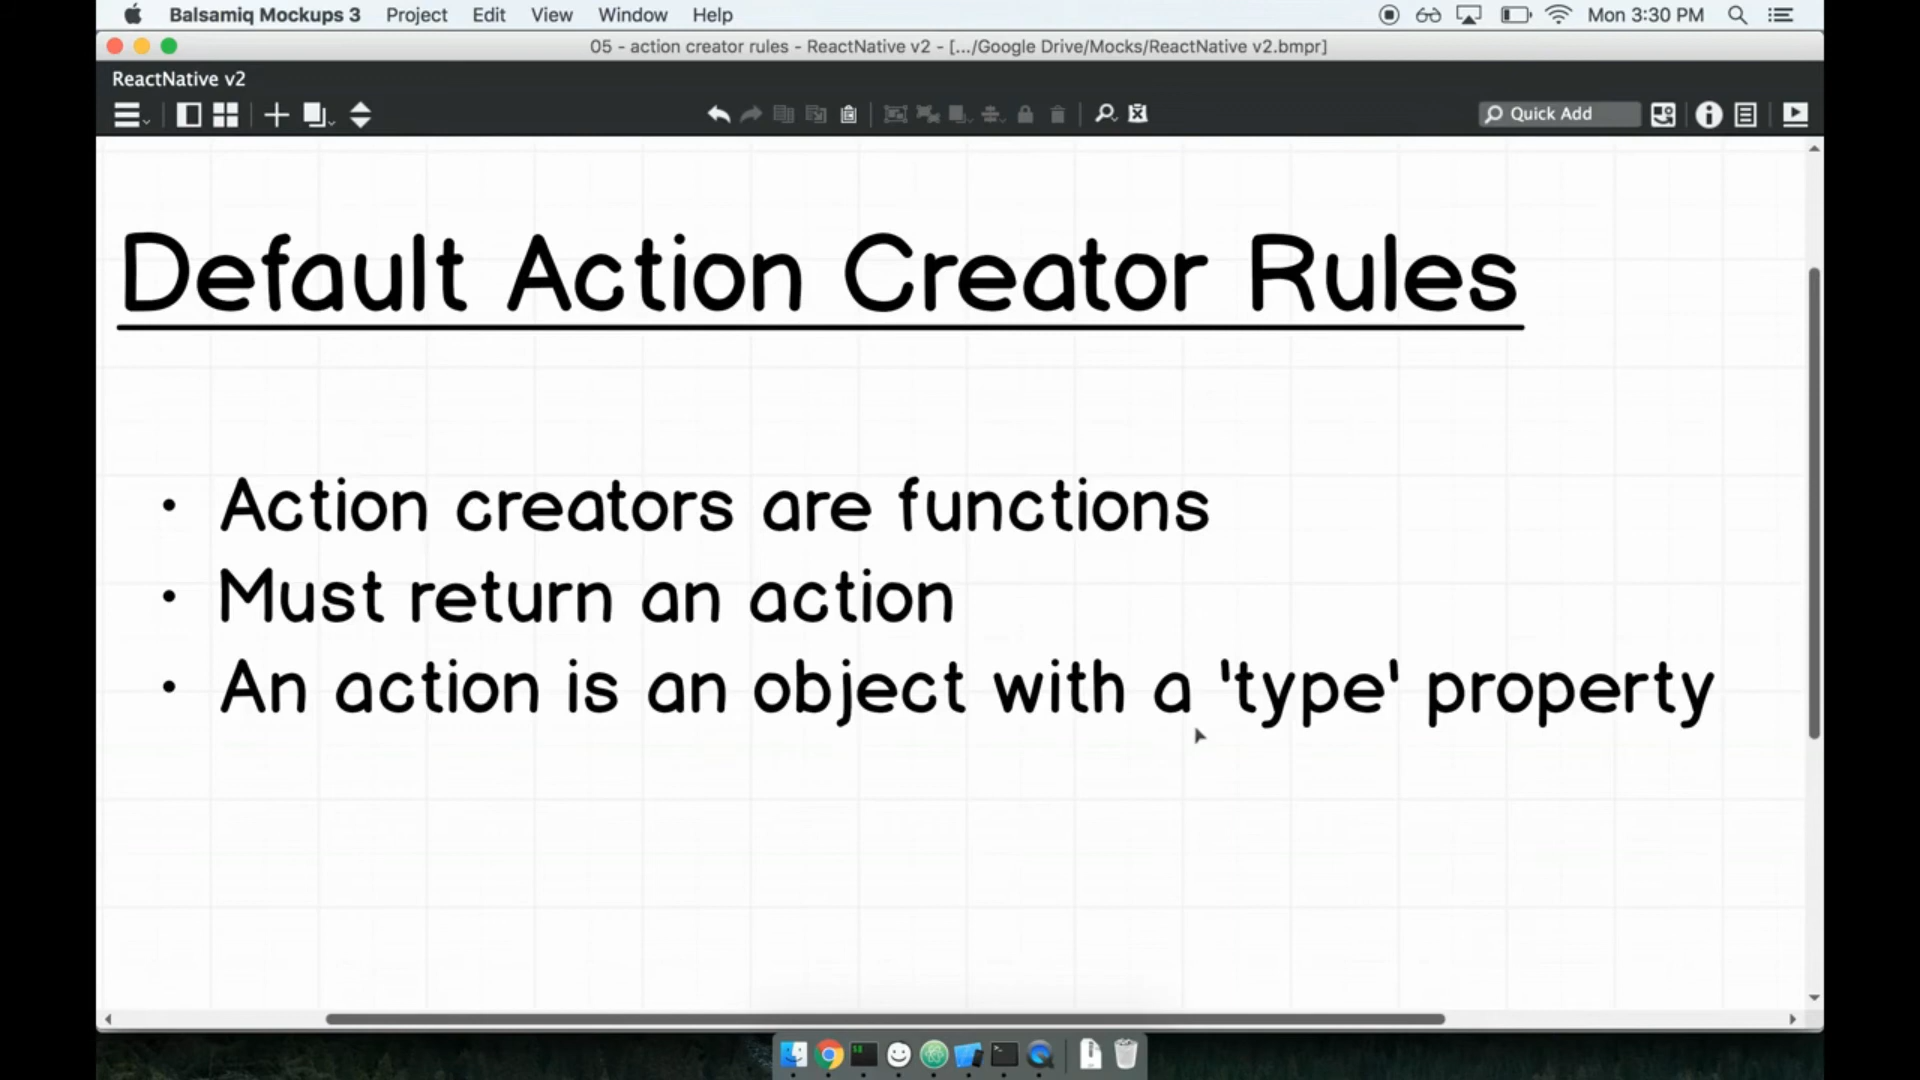 Balsamiq Mockups 3 Project Edit View Window Help Mon 3:30 PM
05 - action creator rules - ReactNative v2 - [.../Google Drive/Mocks/ReactNative v2.bmpr]
ReactNative v2
Quick Add
Default Action Creator Rules
• Action creators are functions
• Must return an action
• An action is an object with a 'type' property